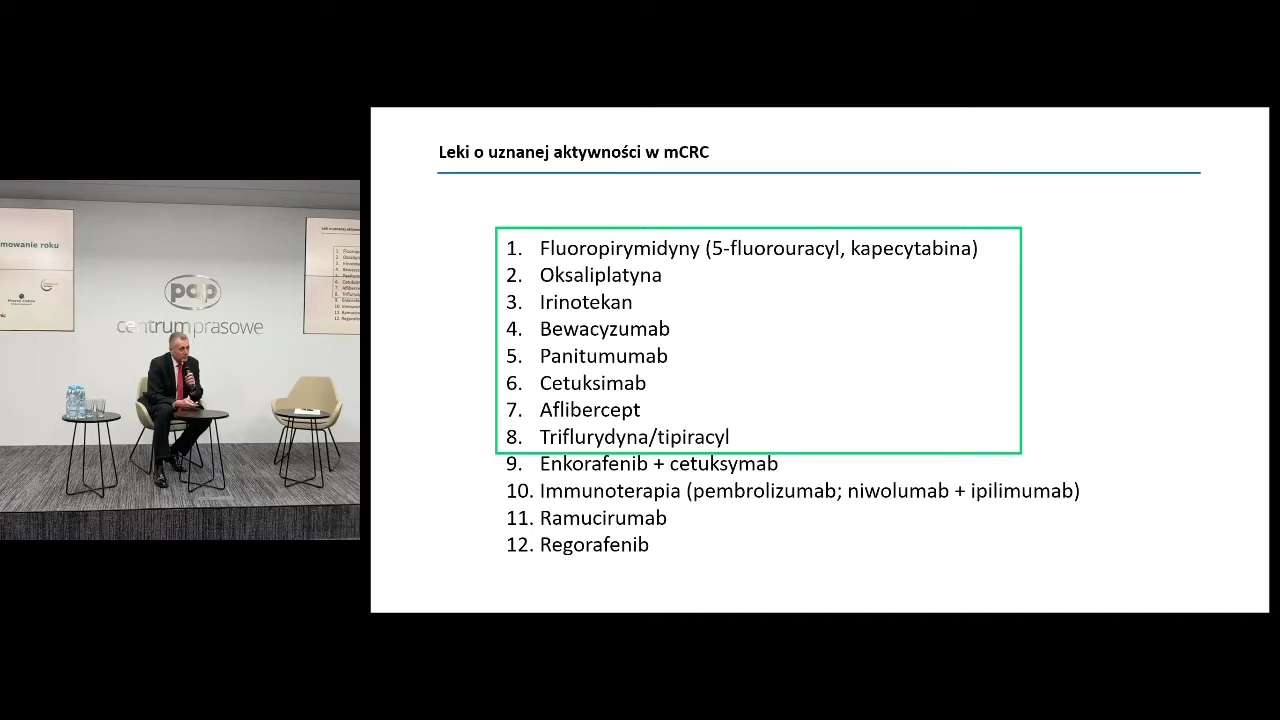 mowanie roku
pap
centrumprasowe
Leki o uznanej aktywności w mCRC
1. Fluoropirymidyny (5-fluorouracyl, kapecytabina)
2. Oksaliplatyna
3. Irinotekan
4. Bewacyzumab
5. Panitumumab
6. Cetuksimab
7. Aflibercept
8. Triflurydyna/tipiracyl
9. Enkorafenib + cetuksymab
10. Immunoterapia (pembrolizumab; niwolumab + ipilimumab)
11. Ramucirumab
12. Regorafenib